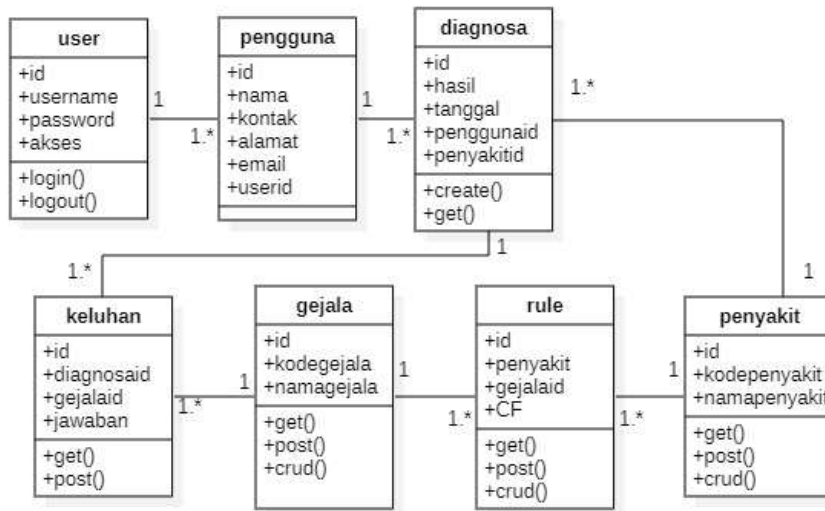 user
+id
+username
+password
+akses
+login()
+logout()
1
1.*
pengguna
+id
+nama
+kontak
+alamat
+email
+userid
1
1.*
diagnosa
+id
+hasil
+tanggal
+penggunaid
+penyakitid
+create()
+get()
1.*
1
1
1.*
keluhan
+id
+diagnosaid
+gejalaid
+jawaban
+get()
+post()
1
1.*
gejala
+id
+kodegejala
+namagejala
+get()
+post()
+crud()
1
1.*
rule
+id
+penyakit
+gejalaid
+CF
+get()
+post()
+crud()
1
1.*
penyakit
+id
+kodepenyakit
+namapenyakit
+get()
+post()
+crud()